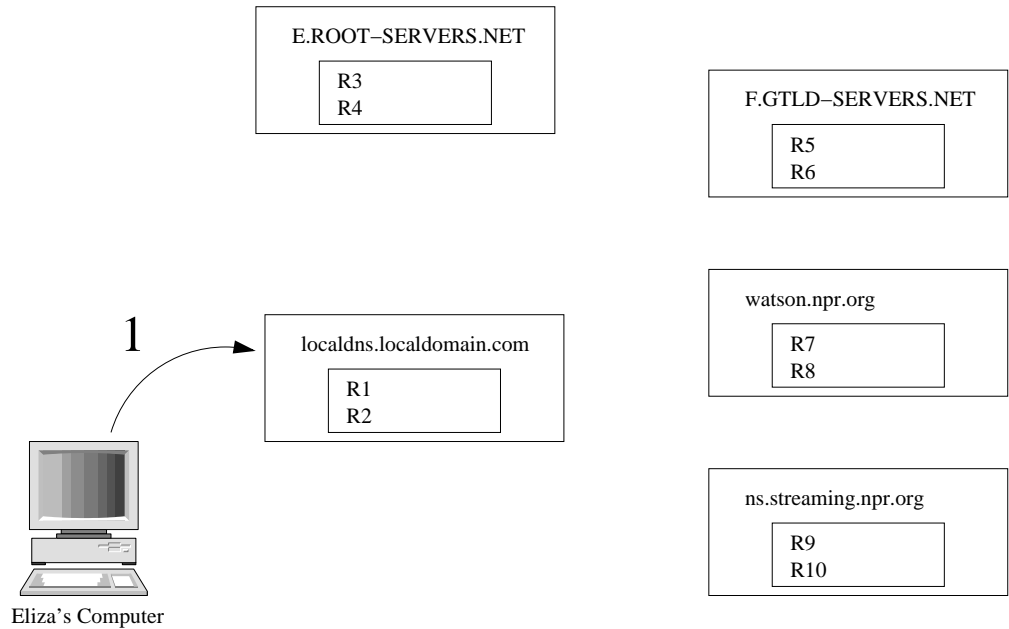 E.ROOT–SERVERS.NET
R3
R4
F.GTLD–SERVERS.NET
R5
R6
watson.npr.org
R7
R8
1
localdns.localdomain.com
R1
R2
ns.streaming.npr.org
R9
R10
Eliza's Computer